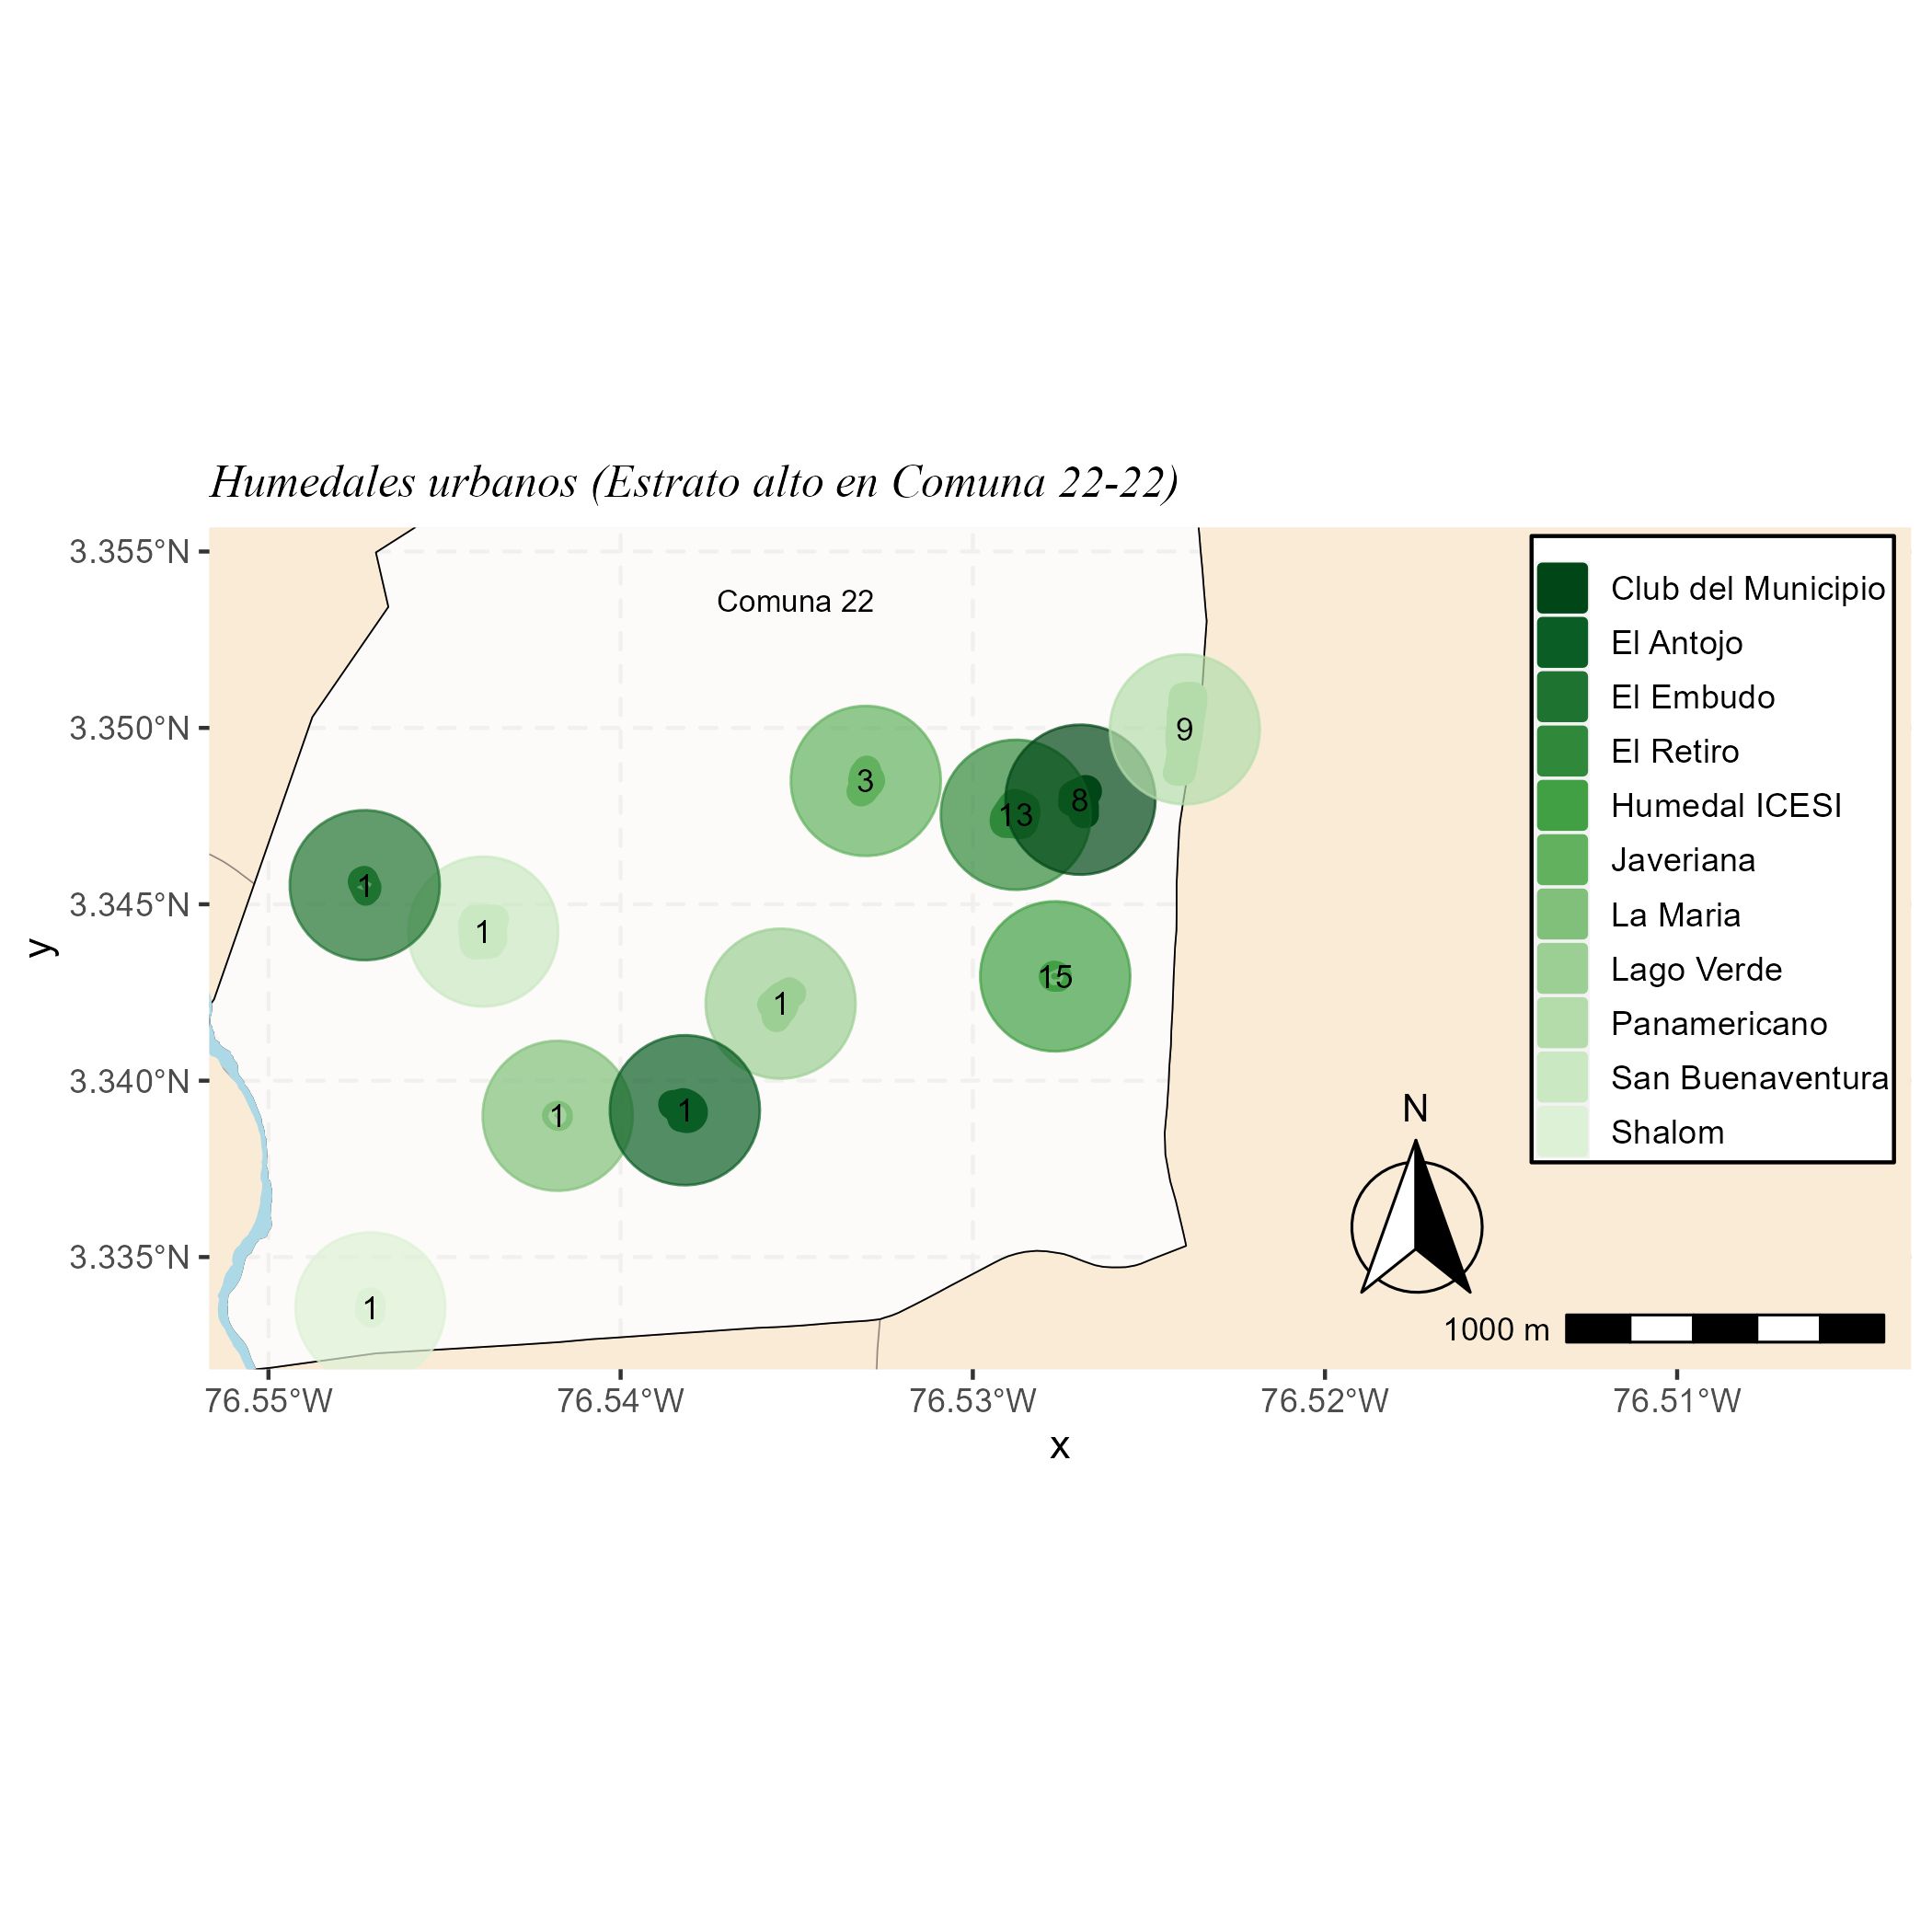 Humedales urbanos (Estrato alto en Comuna 22-22)
3.355°N
3.350°N
3.345°N
3.340°N
3.335°N
y
Comuna 22
9
3
8
13
1
1
15
1
1
1
1
Club del Municipio
El Antojo
El Embudo
El Retiro
Humedal ICESI
Javeriana
La Maria
Lago Verde
Panamericano
San Buenaventura
Shalom
N
1000 m
76.55°W
76.54°W
76.53°W
76.52°W
76.51°W
x